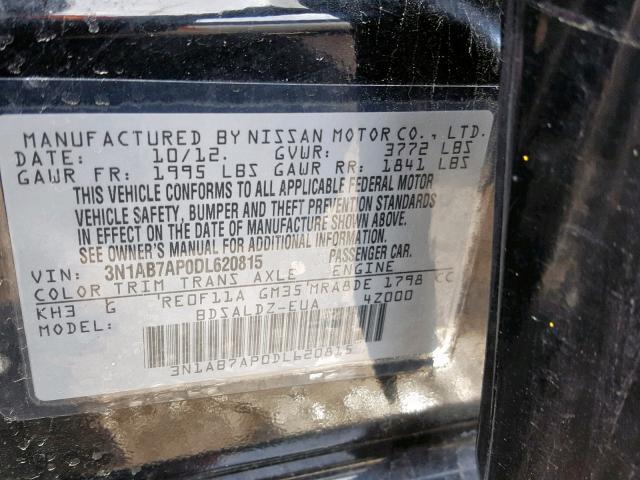 MANUFACTURED BY NISSAN MOTOR CO., LTD.
DATE: 10/12. GVWR: 3772 LBS
GAWR FR: 1995 LBS GAWR RR: 1841 LBS
THIS VEHICLE CONFORMS TO ALL APPLICABLE FEDERAL MOTOR
VEHICLE SAFETY, BUMPER AND THEFT PREVENTION STANDARDS
IN EFFECT ON THE DATE OF MANUFACTURE SHOWN ABOVE.
SEE OWNER'S MANUAL FOR ADDITIONAL INFORMATION.
VIN: 3N1AB7AP0DL620815 PASSENGER CAR.
COLOR TRIM TRANS AXLE ENGINE
KH3 G RE0F11A GM35 MRA8DE 1798 CC
MODEL: BDSALDZ-EUA 4Z000
3N1AB7AP0DL620815